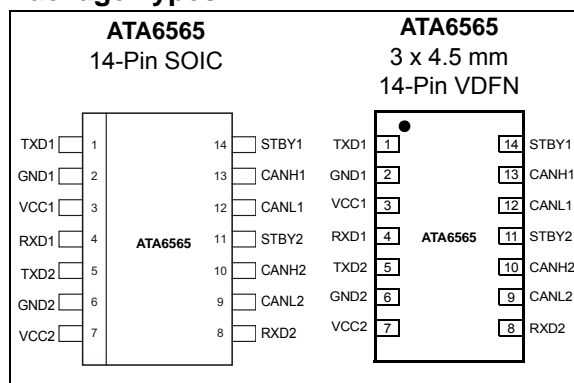 ATA6565
14-Pin SOIC
TXD1 1 14 STBY1
GND1 2 13 CANH1
VCC1 3 12 CANL1
RXD1 4 ATA6565 11 STBY2
TXD2 5 10 CANH2
GND2 6 9 CANL2
VCC2 7 8 RXD2
ATA6565
3 x 4.5 mm
14-Pin VDFN
TXD1 1 14 STBY1
GND1 2 13 CANH1
VCC1 3 12 CANL1
RXD1 4 ATA6565 11 STBY2
TXD2 5 10 CANH2
GND2 6 9 CANL2
VCC2 7 8 RXD2